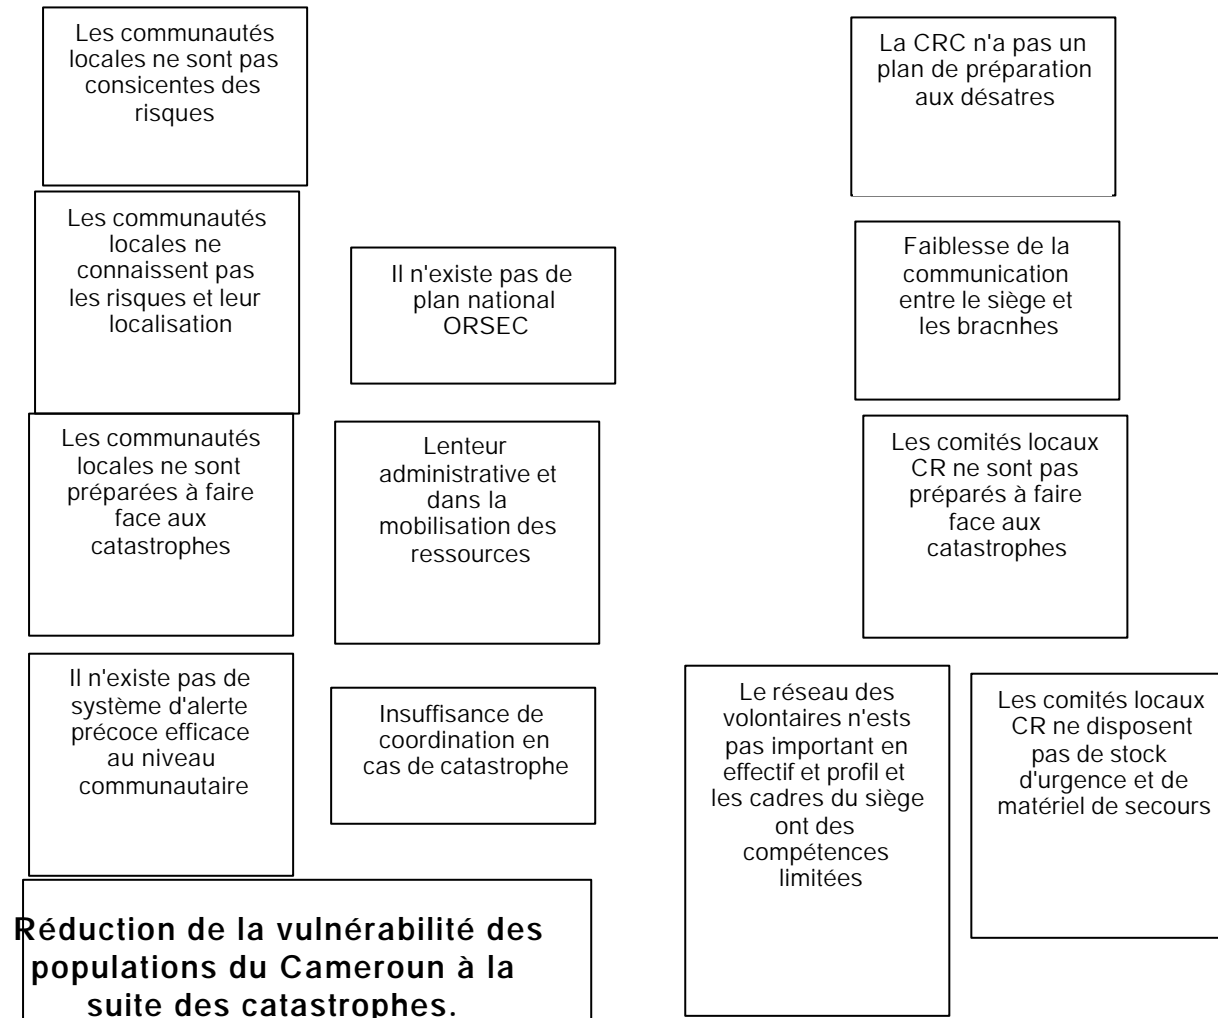 Les communautés
locales ne sont pas
consicentes des
risques
Les communautés
locales ne
connaissent pas
les risques et leur
localisation
Les communautés
locales ne sont
préparées à faire
face aux
catastrophes
Il n'existe pas de
système d'alerte
précoce efficace
au niveau
communautaire
Il n'existe pas de
plan national
ORSEC
Lenteur
administrative et
dans la
mobilisation des
ressources
Insuffisance de
coordination en
cas de catastrophe
Réduction de la vulnérabilité des
populations du Cameroun à la
suite des catastrophes.
La CRC n'a pas un
plan de préparation
aux désatres
Faiblesse de la
communication
entre le siège et
les bracnhes
Les comités locaux
CR ne sont pas
préparés à faire
face aux
catastrophes
Le réseau des
volontaires n'ests
pas important en
effectif et profil et
les cadres du siège
ont des
compétences
limitées
Les comités locaux
CR ne disposent
pas de stock
d'urgence et de
matériel de secours